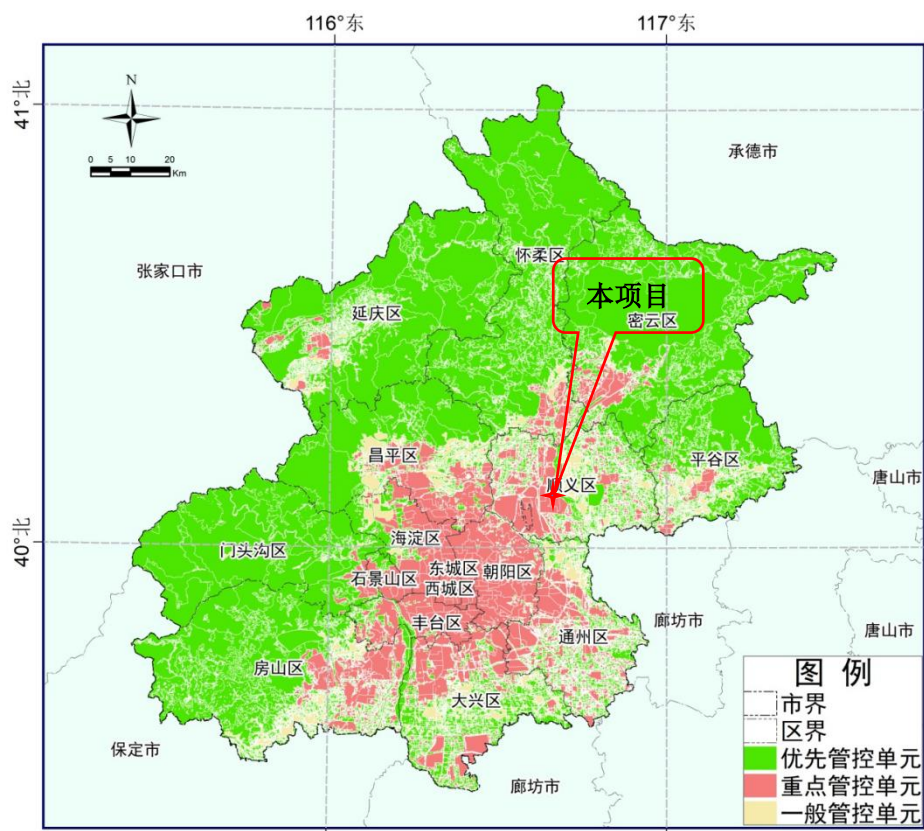 116°东
117°东
41°北
N
0 5 10 20
Km
承德市
怀柔区
张家口市
本项目
延庆区
密云区
昌平区
平谷区
唐山市
顺义区
40°北
海淀区
门头沟区
东城区
朝阳区
石景山区
西城区
丰台区
廊坊市
唐山市
通州区
房山区
大兴区
保定市
廊坊市
图 例
市界
区界
优先管控单元
重点管控单元
一般管控单元